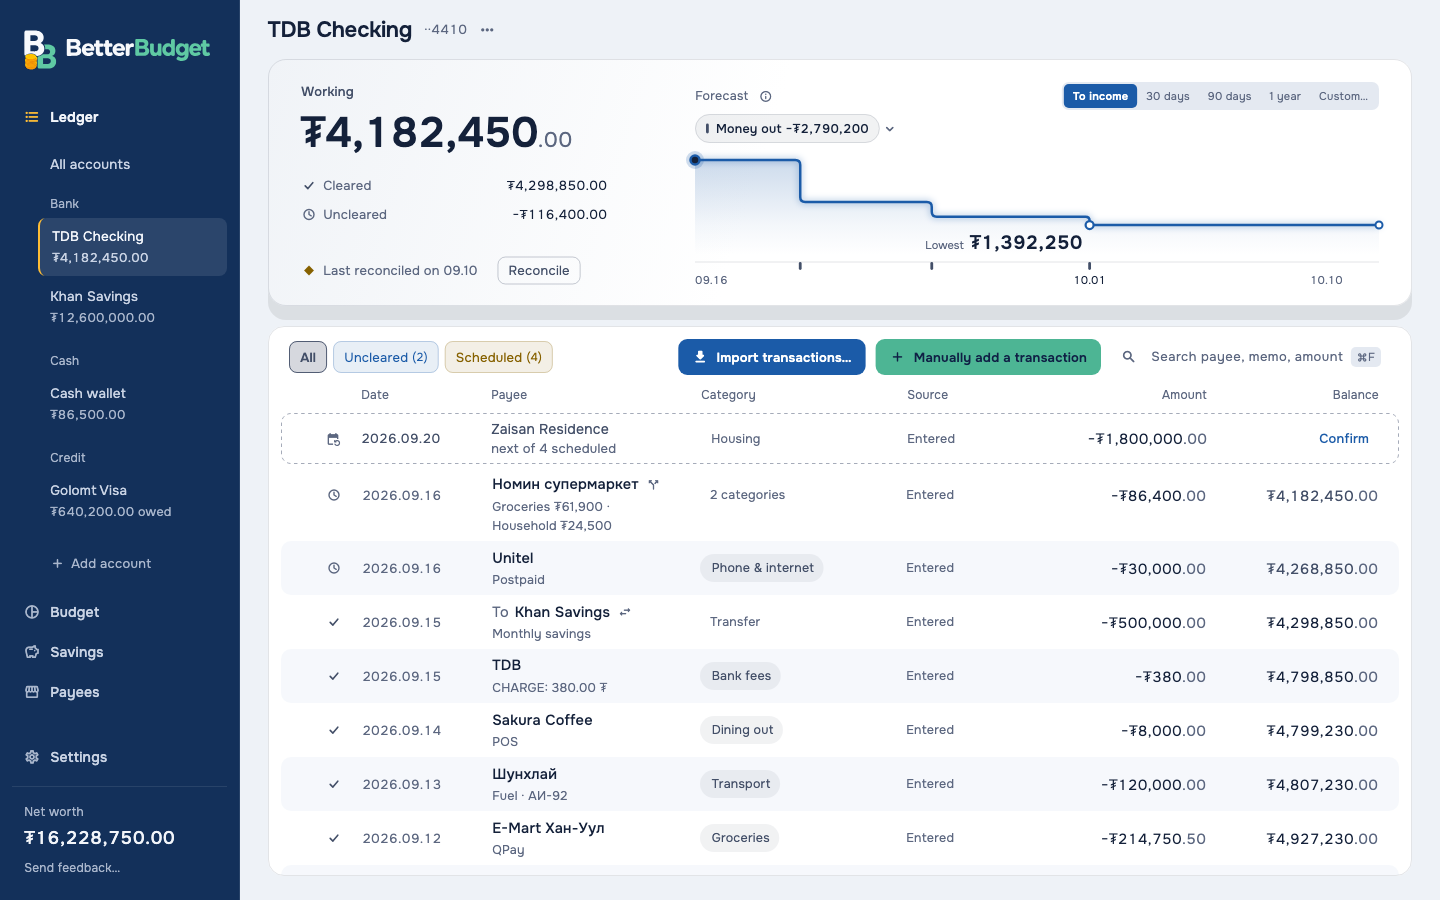 BetterBudget
Ledger
All accounts
Bank
TDB Checking
₮4,182,450.00
Khan Savings
₮12,600,000.00
Cash
Cash wallet
₮86,500.00
Credit
Golomt Visa
₮640,200.00 owed
+ Add account
Budget
Savings
Payees
Settings
Net worth
₮16,228,750.00
Send feedback...
TDB Checking ··4410 •••
Working
₮4,182,450.00
Cleared ₮4,298,850.00
Uncleared -₮116,400.00
Last reconciled on 09.10 Reconcile
Forecast
To income 30 days 90 days 1 year Custom...
Money out -₮2,790,200
Lowest ₮1,392,250
09.16 10.01 10.10
All Uncleared (2) Scheduled (4) Import transactions... + Manually add a transaction Search payee, memo, amount ⌘F
Date Payee Category Source Amount Balance
2026.09.20 Zaisan Residence Housing Entered -₮1,800,000.00 Confirm
next of 4 scheduled
2026.09.16 Номин супермаркет 2 categories Entered -₮86,400.00 ₮4,182,450.00
Groceries ₮61,900 ·
Household ₮24,500
2026.09.16 Unitel Phone & internet Entered -₮30,000.00 ₮4,268,850.00
Postpaid
2026.09.15 To Khan Savings Transfer Entered -₮500,000.00 ₮4,298,850.00
Monthly savings
2026.09.15 TDB Bank fees Entered -₮380.00 ₮4,798,850.00
CHARGE: 380.00 ₮
2026.09.14 Sakura Coffee Dining out Entered -₮8,000.00 ₮4,799,230.00
POS
2026.09.13 Шунхлай Transport Entered -₮120,000.00 ₮4,807,230.00
Fuel · АИ-92
2026.09.12 E-Mart Хан-Уул Groceries Entered -₮214,750.50 ₮4,927,230.00
QPay